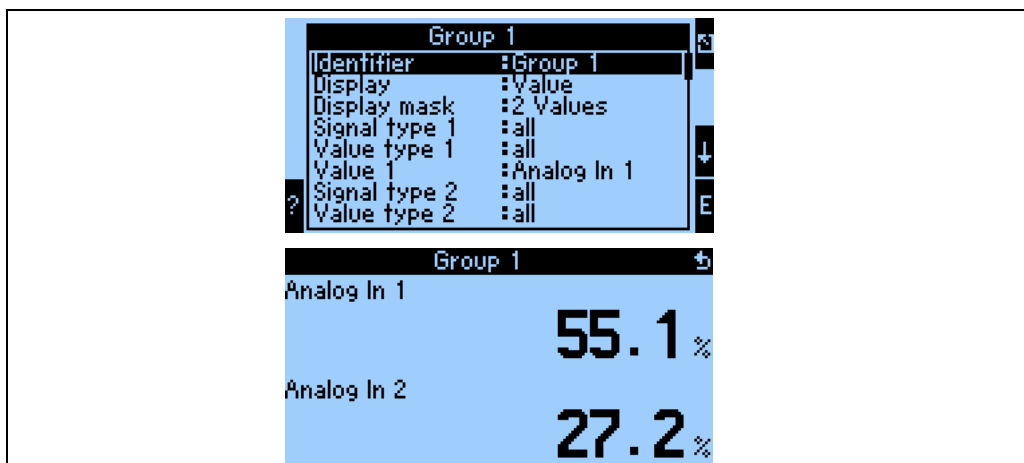 Group 1
Identifier :Group 1
Display :Value
Display mask :2 Values
Signal type 1 :all
Value type 1 :all
Value 1 :Analog In 1
Signal type 2 :all
? Value type 2 :all E
Group 1
Analog In 1
55.1 %
Analog In 2
27.2 %